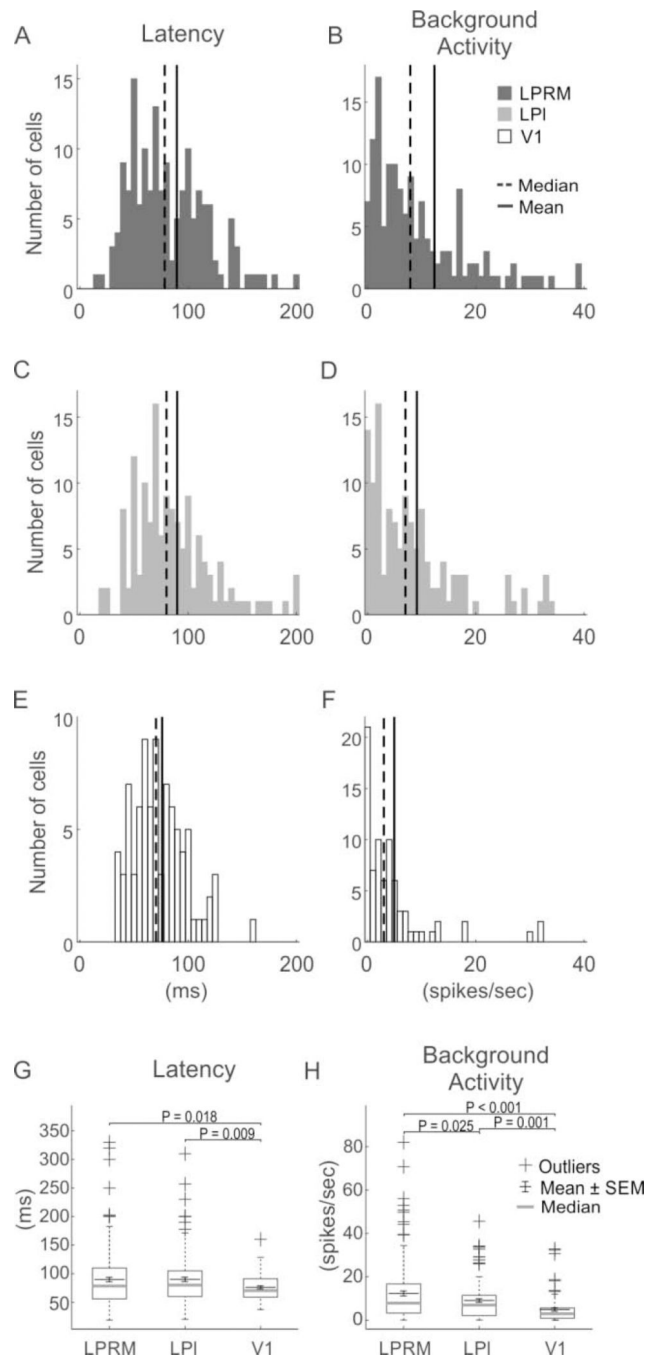 A
Latency
B
Background
Activity
Number of cells
15
10
5
0
0
100
200
15
10
5
0
0
20
40
LPRM
LPl
V1
Median
Mean
C
Number of cells
15
10
5
0
0
100
200
D
15
10
5
0
0
20
40
E
Number of cells
10
5
0
0
100
200
(ms)
F
20
15
10
5
0
0
20
40
(spikes/sec)
G
Latency
H
Background
Activity
(ms)
350
300
250
200
150
100
50
P = 0.018
P = 0.009
LPRM
LPl
V1
(spikes/sec)
80
60
40
20
0
P < 0.001
P = 0.025
P = 0.001
Outliers
Mean ± SEM
Median
LPRM
LPl
V1